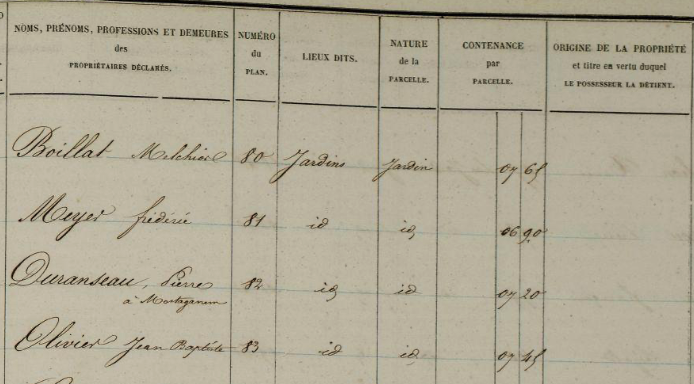 NOMS, PRÉNOMS, PROFESSIONS ET DEMEURES des PROPRIÉTAIRES DÉCLARÉS. NUMÉRO du PLAN. LIEUX DITS. NATURE de la PARCELLE. CONTENANCE par PARCELLE. ORIGINE DE LA PROPRIÉTÉ et titre en vertu duquel LE POSSESSEUR LA DÉTIENT.
Boillat Melchior 80 Jardins Jardin 07 65
Meyer frédéric 81 id id 06 90
Duranseau, Pierre 82 id id 07 20
à Mostaganem
Olivier Jean Baptiste 83 id id 07 45